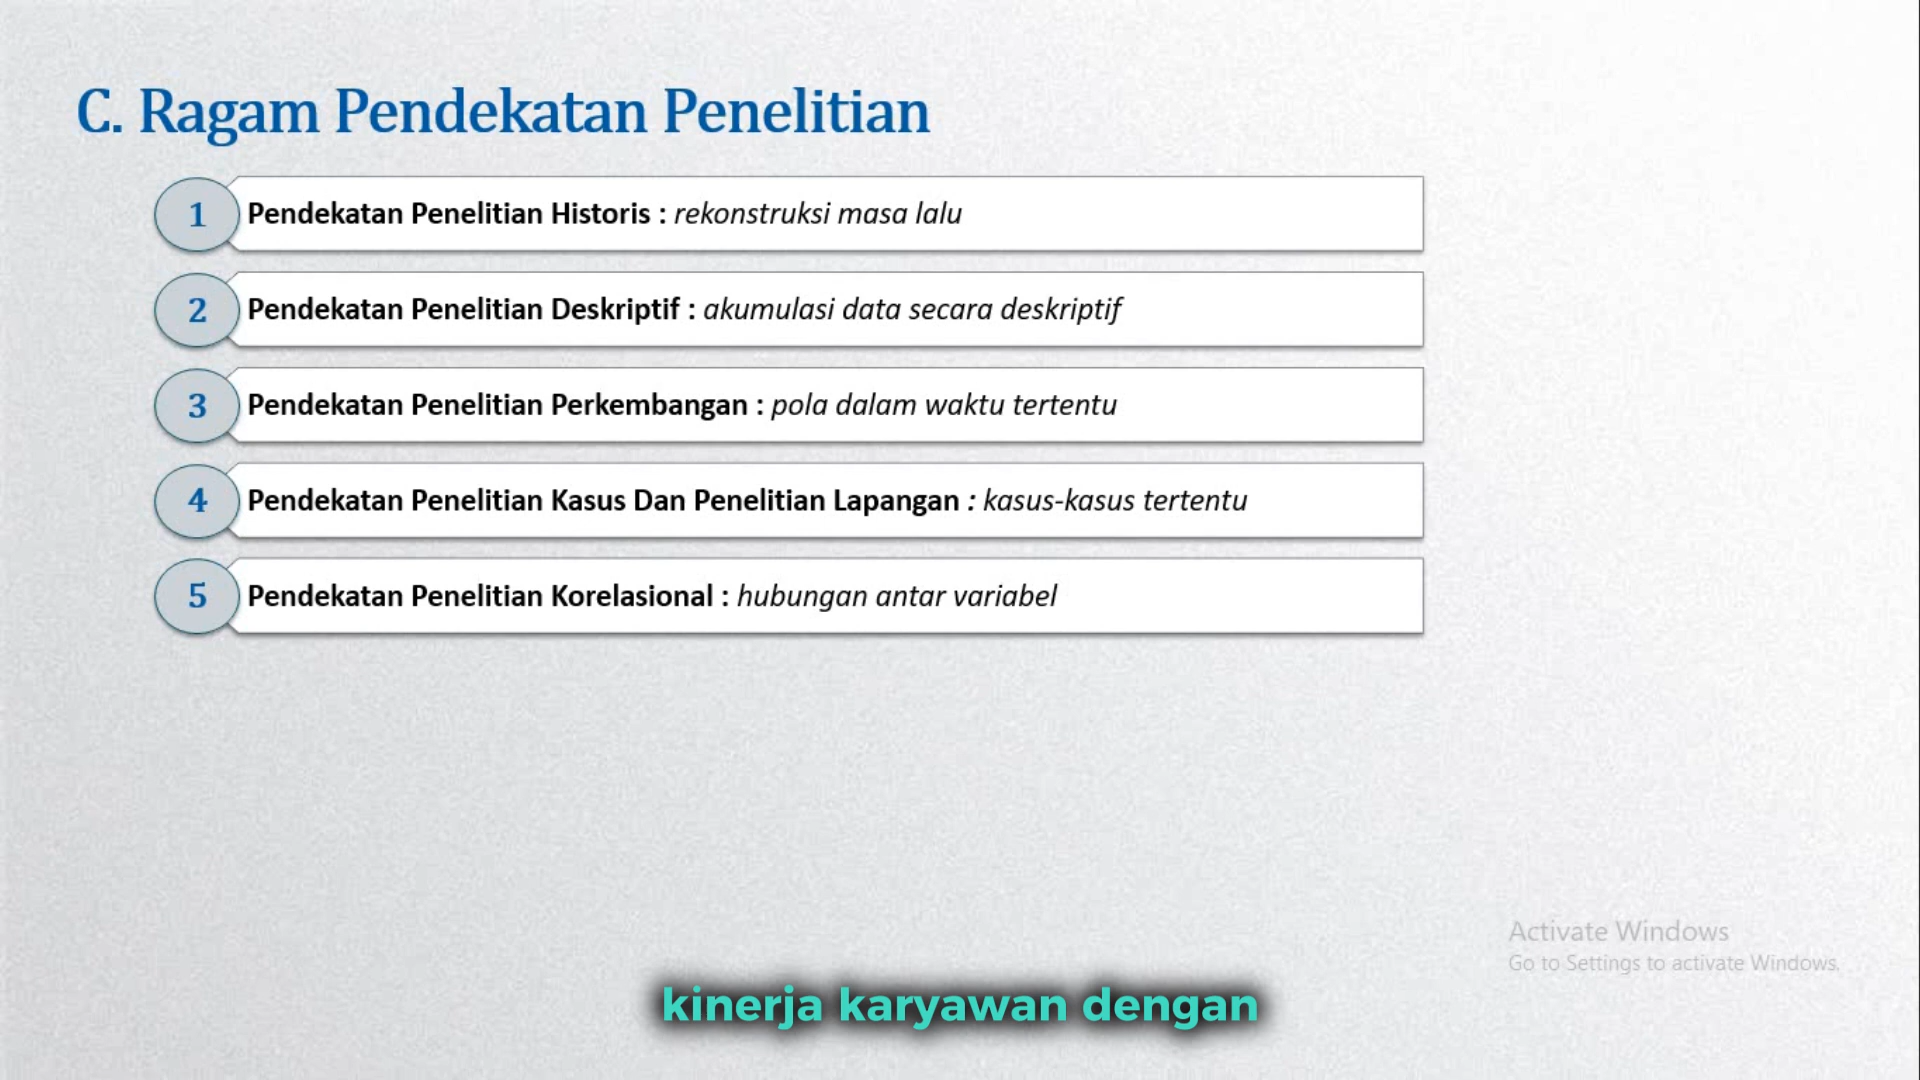 C. Ragam Pendekatan Penelitian
1 Pendekatan Penelitian Historis : rekonstruksi masa lalu
2 Pendekatan Penelitian Deskriptif : akumulasi data secara deskriptif
3 Pendekatan Penelitian Perkembangan : pola dalam waktu tertentu
4 Pendekatan Penelitian Kasus Dan Penelitian Lapangan : kasus-kasus tertentu
5 Pendekatan Penelitian Korelasional : hubungan antar variabel
Activate Windows
Go to Settings to activate Windows.
kinerja karyawan dengan